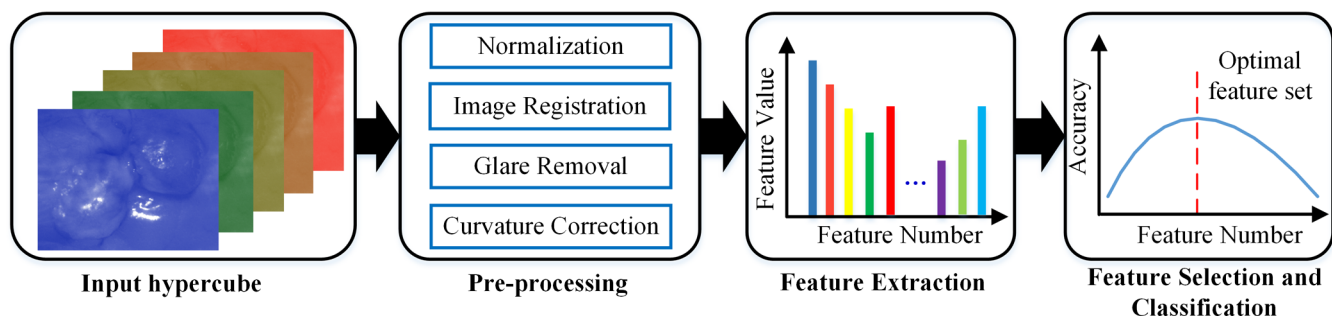 Normalization
Image Registration
Glare Removal
Curvature Correction
Feature Value
...
Feature Number
Accuracy
Optimal
feature set
Feature Number
Input hypercube
Pre-processing
Feature Extraction
Feature Selection and
Classification